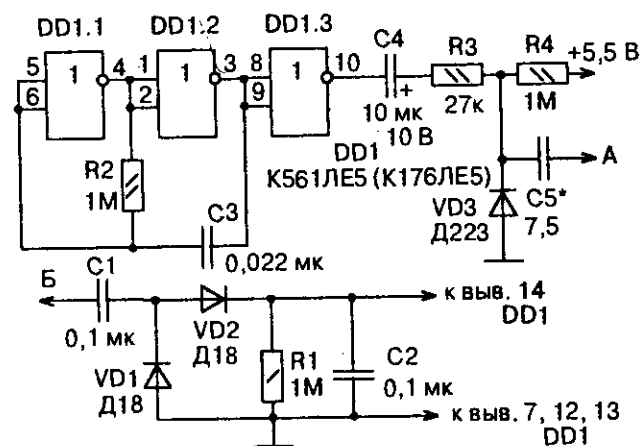 DD1.1
DD1.2
DD1.3
5
6
1
4
1
2
1
3
8
9
1
10
C4
+
10 мк
10 В
R3
27к
R4
1М
+5,5 В
R2
1М
DD1
К561ЛЕ5 (К176ЛЕ5)
C3
0,022 мк
VD3
Д223
C5*
7,5
А
Б
C1
0,1 мк
VD2
Д18
VD1
Д18
R1
1М
C2
0,1 мк
к выв. 14
DD1
к выв. 7, 12, 13
DD1